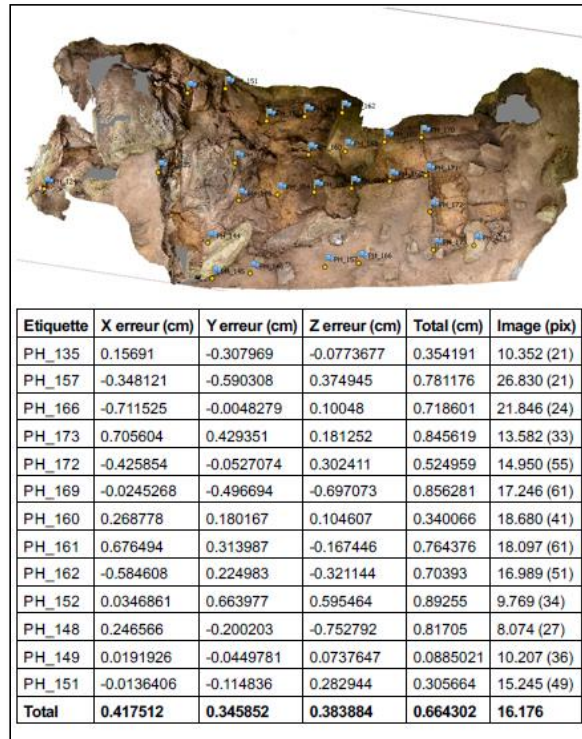 PH_151
PH_162
PH_171
PH_172
PH_144
PH_166
PH_157
Etiquette X erreur (cm) Y erreur (cm) Z erreur (cm) Total (cm) Image (pix)
PH_135 0.15691 -0.307969 -0.0773677 0.354191 10.352 (21)
PH_157 -0.348121 -0.590308 0.374945 0.781176 26.830 (21)
PH_166 -0.711525 -0.0048279 0.10048 0.718601 21.846 (24)
PH_173 0.705604 0.429351 0.181252 0.845619 13.582 (33)
PH_172 -0.425854 -0.0527074 0.302411 0.524959 14.950 (55)
PH_169 -0.0245268 -0.496694 -0.697073 0.856281 17.246 (61)
PH_160 0.268778 0.180167 0.104607 0.340066 18.680 (41)
PH_161 0.676494 0.313987 -0.167446 0.764376 18.097 (61)
PH_162 -0.584608 0.224983 -0.321144 0.70393 16.989 (51)
PH_152 0.0346861 0.663977 0.595464 0.89255 9.769 (34)
PH_148 0.246566 -0.200203 -0.752792 0.81705 8.074 (27)
PH_149 0.0191926 -0.0449781 0.0737647 0.0885021 10.207 (36)
PH_151 -0.0136406 -0.114836 0.282944 0.305664 15.245 (49)
Total 0.417512 0.345852 0.383884 0.664302 16.176